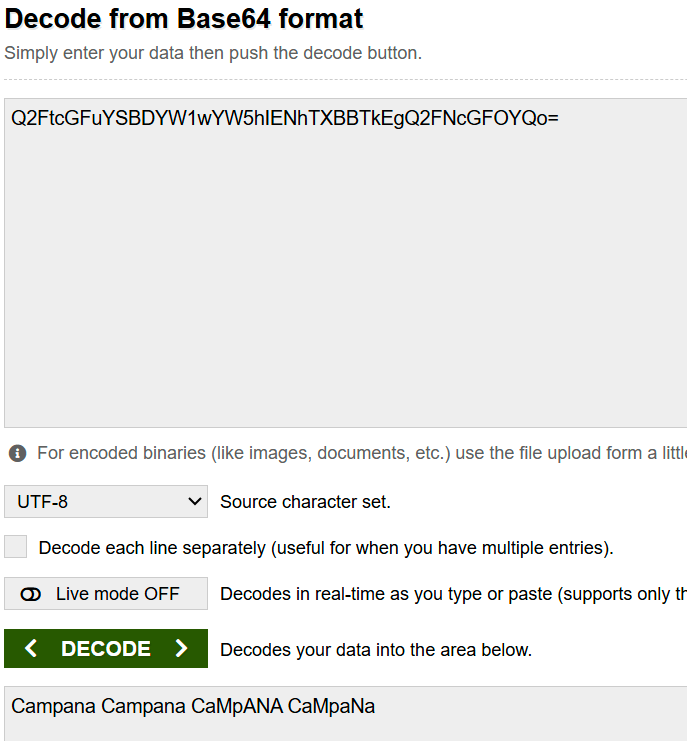 Decode from Base64 format
Simply enter your data then push the decode button.
Q2FtcGFuYSBDYW1wYW5hIENhTXBBTkEgQ2FNcGFOYQo=
For encoded binaries (like images, documents, etc.) use the file upload form a little
UTF-8 Source character set.
Decode each line separately (useful for when you have multiple entries).
Live mode OFF Decodes in real-time as you type or paste (supports only th
DECODE Decodes your data into the area below.
Campana Campana CaMpANA CaMpaNa